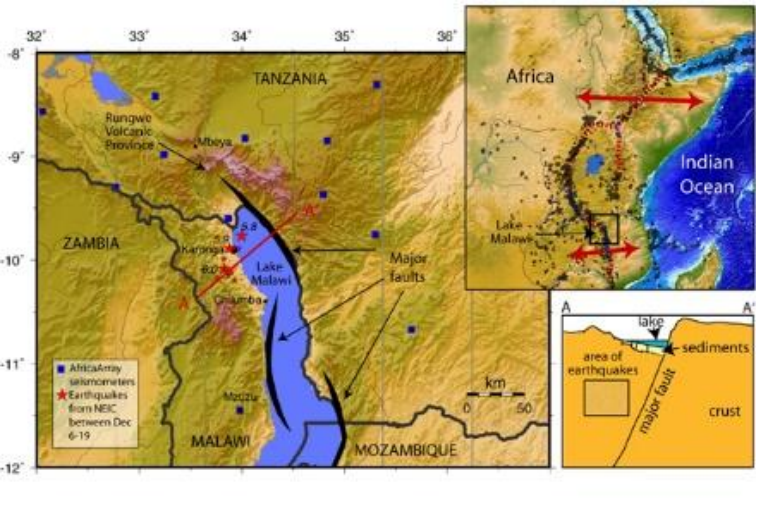 32°
33°
34°
35°
36°
-8°
-9°
-10°
-11°
-12°
TANZANIA
Rungwe
Volcanic
Province
Mbeya
ZAMBIA
5.8
A'
Karonga
6.0
Lake
Malawi
Major
faults
A
Chilumba
km
0 50
AfricaArray
seismometers
Earthquakes
from NEIC
between Dec
6-19
Mzuzu
MALAWI
MOZAMBIQUE
Africa
Indian
Ocean
Lake
Malawi
A A'
lake
sediments
area of
earthquakes
major fault
crust